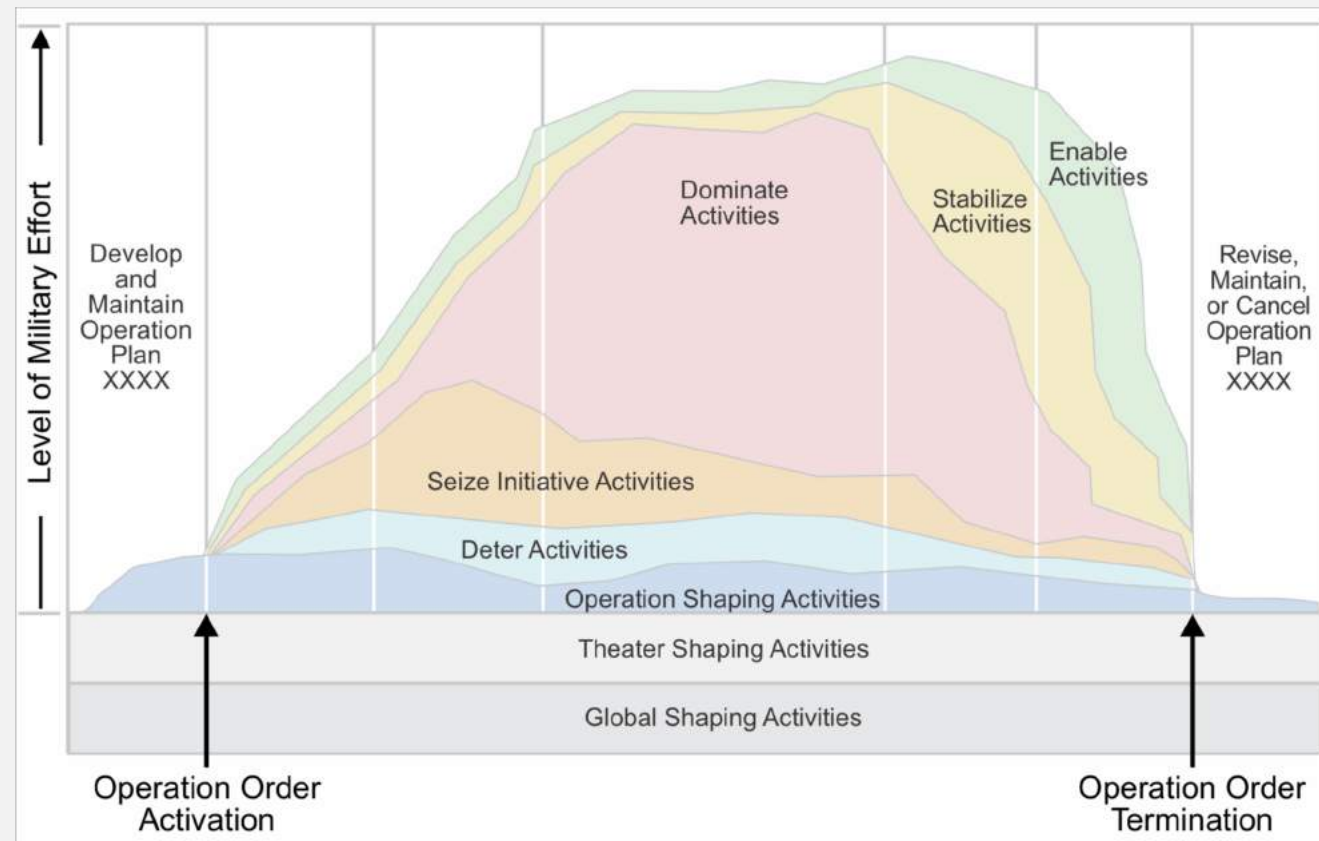 Level of Military Effort
Develop
and
Maintain
Operation
Plan
XXXX
Dominate
Activities
Stabilize
Activities
Enable
Activities
Revise,
Maintain,
or Cancel
Operation
Plan
XXXX
Seize Initiative Activities
Deter Activities
Operation Shaping Activities
Theater Shaping Activities
Global Shaping Activities
Operation Order
Activation
Operation Order
Termination